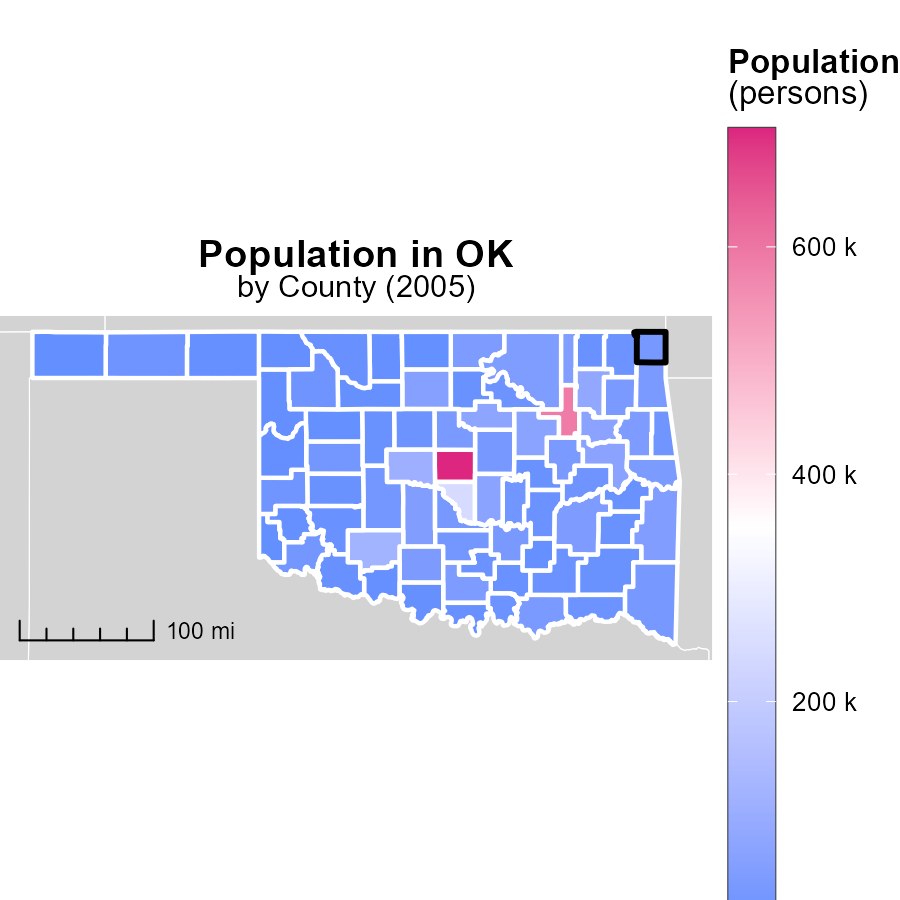 Population in OK
by County (2005)
100 mi
Population
(persons)
600 k
400 k
200 k